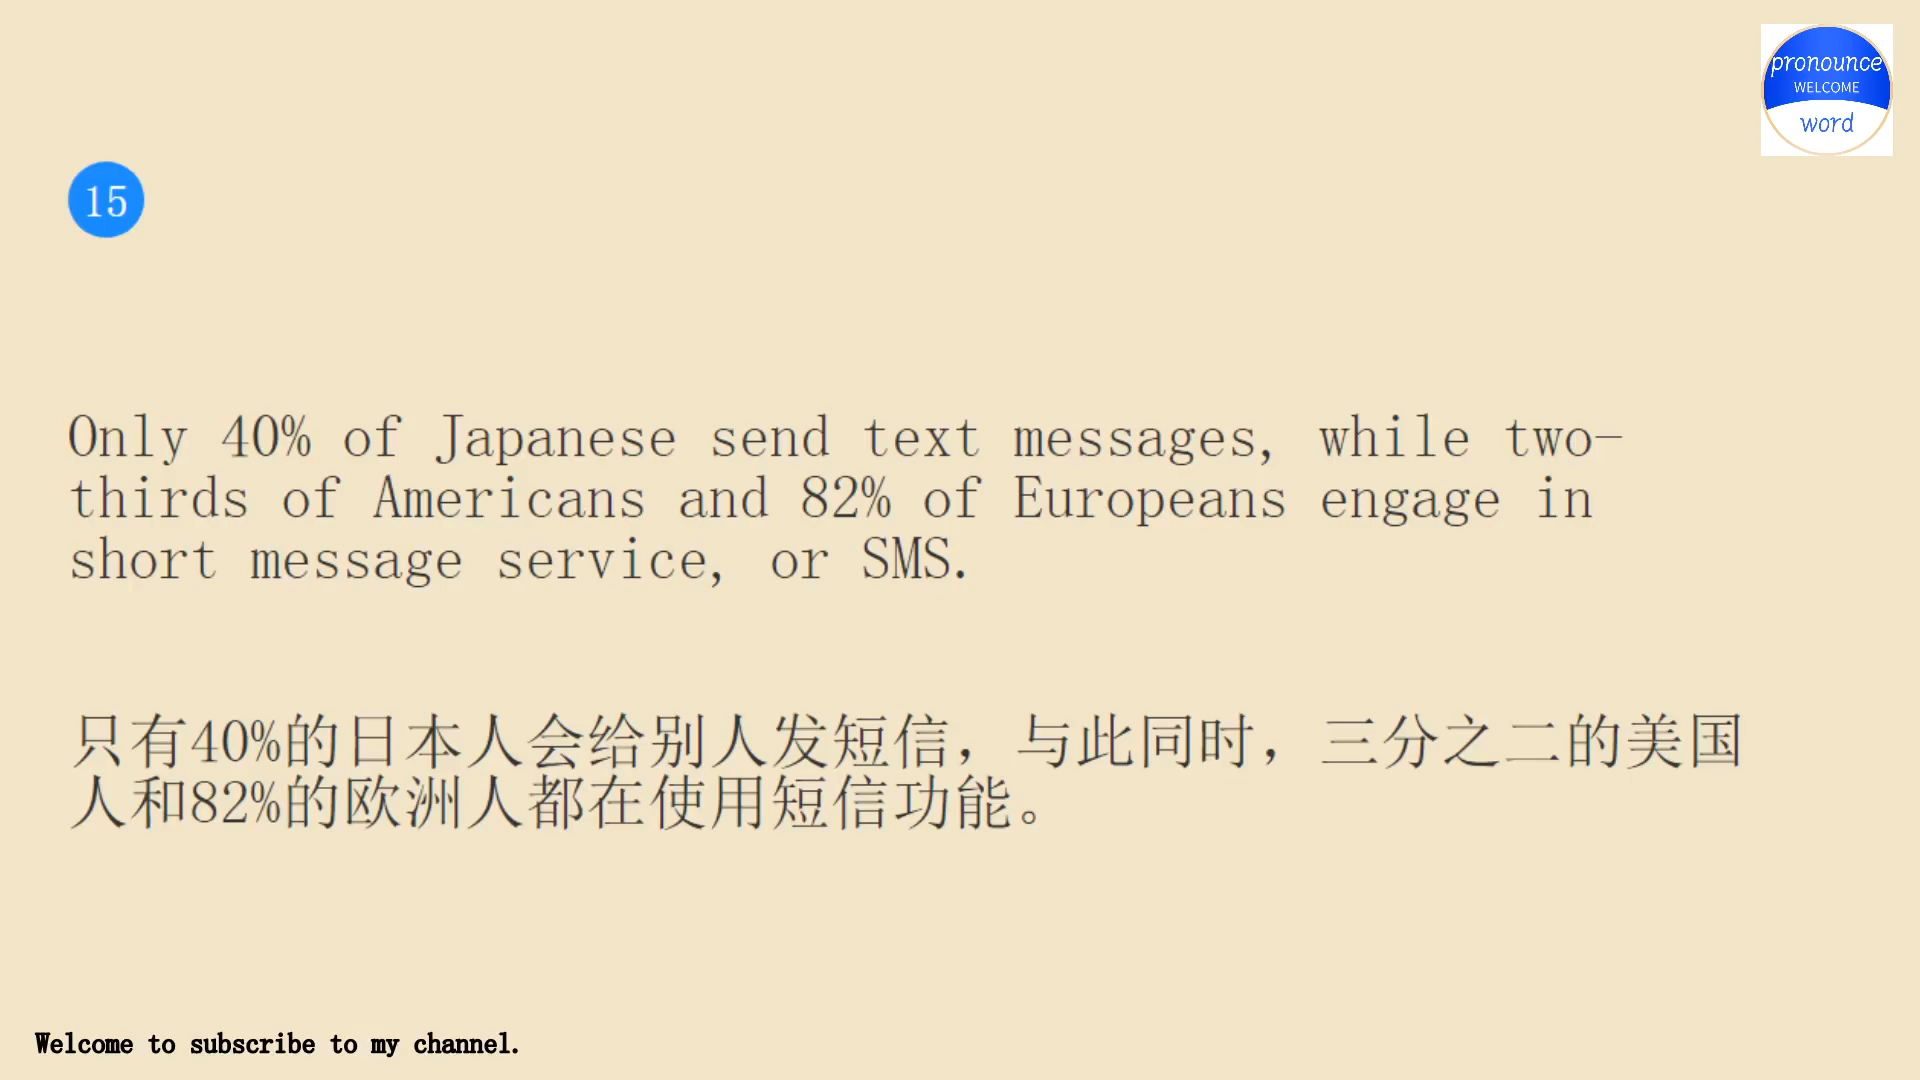 pronounce
WELCOME
word
15
Only 40% of Japanese send text messages, while two-
thirds of Americans and 82% of Europeans engage in
short message service, or SMS.
只有40%的日本人会给别人发短信，与此同时，三分之二的美国
人和82%的欧洲人都在使用短信功能。
Welcome to subscribe to my channel.